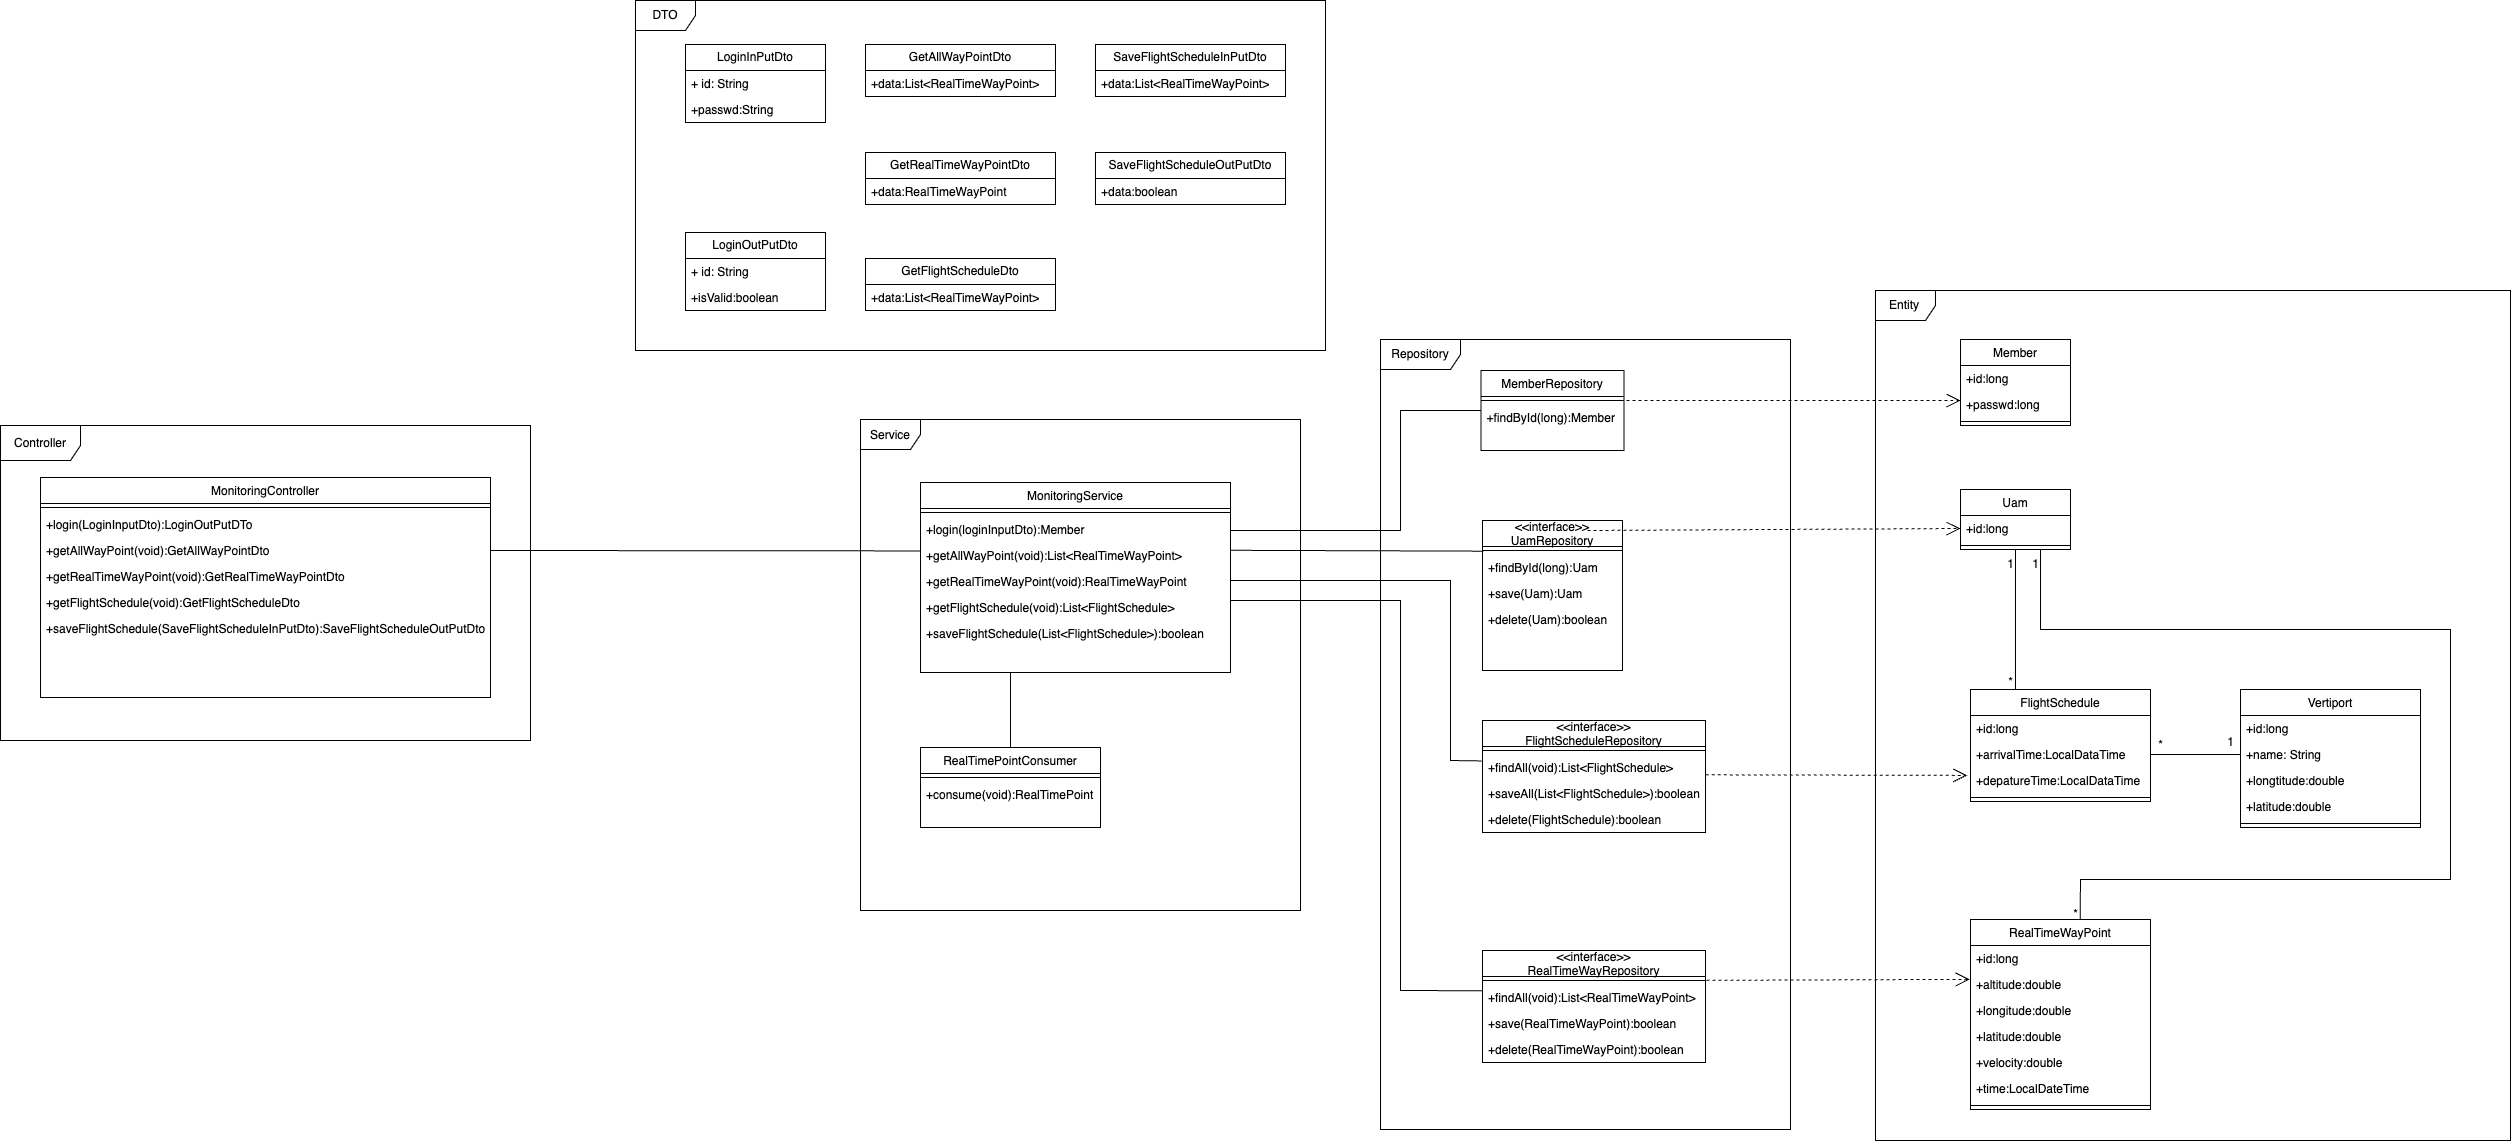 DTO
LoginInPutDto
+ id: String
+passwd:String
GetAllWayPointDto
+data:List<RealTimeWayPoint>
SaveFlightScheduleInPutDto
+data:List<RealTimeWayPoint>
GetRealTimeWayPointDto
+data:RealTimeWayPoint
SaveFlightScheduleOutPutDto
+data:boolean
LoginOutPutDto
+ id: String
+isValid:boolean
GetFlightScheduleDto
+data:List<RealTimeWayPoint>
Controller
MonitoringController
+login(LoginInputDto):LoginOutPutDTo
+getAllWayPoint(void):GetAllWayPointDto
+getRealTimeWayPoint(void):GetRealTimeWayPointDto
+getFlightSchedule(void):GetFlightScheduleDto
+saveFlightSchedule(SaveFlightScheduleInPutDto):SaveFlightScheduleOutPutDto
Service
MonitoringService
+login(loginInputDto):Member
+getAllWayPoint(void):List<RealTimeWayPoint>
+getRealTimeWayPoint(void):RealTimeWayPoint
+getFlightSchedule(void):List<FlightSchedule>
+saveFlightSchedule(List<FlightSchedule>):boolean
RealTimePointConsumer
+consume(void):RealTimePoint
Repository
MemberRepository
+findById(long):Member
<<interface>>
UamRepository
+findById(long):Uam
+save(Uam):Uam
+delete(Uam):boolean
<<interface>>
FlightScheduleRepository
+findAll(void):List<FlightSchedule>
+saveAll(List<FlightSchedule>):boolean
+delete(FlightSchedule):boolean
<<interface>>
RealTimeWayRepository
+findAll(void):List<RealTimeWayPoint>
+save(RealTimeWayPoint):boolean
+delete(RealTimeWayPoint):boolean
Entity
Member
+id:long
+passwd:long
Uam
+id:long
1
1
*
FlightSchedule
+id:long
+arrivalTime:LocalDataTime
+depatureTime:LocalDataTime
*
1
Vertiport
+id:long
+name: String
+longtitude:double
+latitude:double
*
RealTimeWayPoint
+id:long
+altitude:double
+longitude:double
+latitude:double
+velocity:double
+time:LocalDateTime